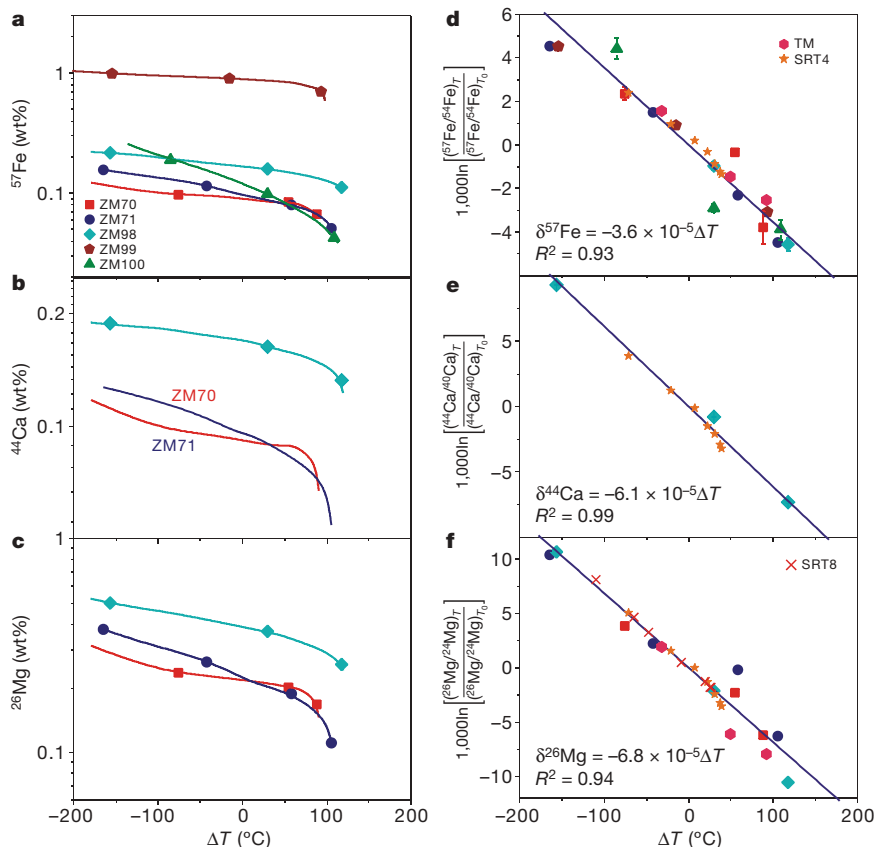 a
⁵⁷Fe (wt%)
1
0.1
ZM70
ZM71
ZM98
ZM99
ZM100
b
⁴⁴Ca (wt%)
0.2
0.1
ZM70
ZM71
c
²⁶Mg (wt%)
1
1
0.1
−200 −100 0 100 200
ΔT (°C)
d
1,000ln[(⁵⁷Fe/⁵⁴Fe)T / (⁵⁷Fe/⁵⁴Fe)T₀]
6
4
2
0
−2
−4
TM
SRT4
δ⁵⁷Fe = −3.6 × 10⁻⁵ΔT
R² = 0.93
e
1,000ln[(⁴⁴Ca/⁴⁰Ca)T / (⁴⁴Ca/⁴⁰Ca)T₀]
5
0
−5
δ⁴⁴Ca = −6.1 × 10⁻⁵ΔT
R² = 0.99
f
1,000ln[(²⁶Mg/²⁴Mg)T / (²⁶Mg/²⁴Mg)T₀]
10
5
0
−5
−10
SRT8
δ²⁶Mg = −6.8 × 10⁻⁵ΔT
R² = 0.94
−200 −100 0 100 200
ΔT (°C)